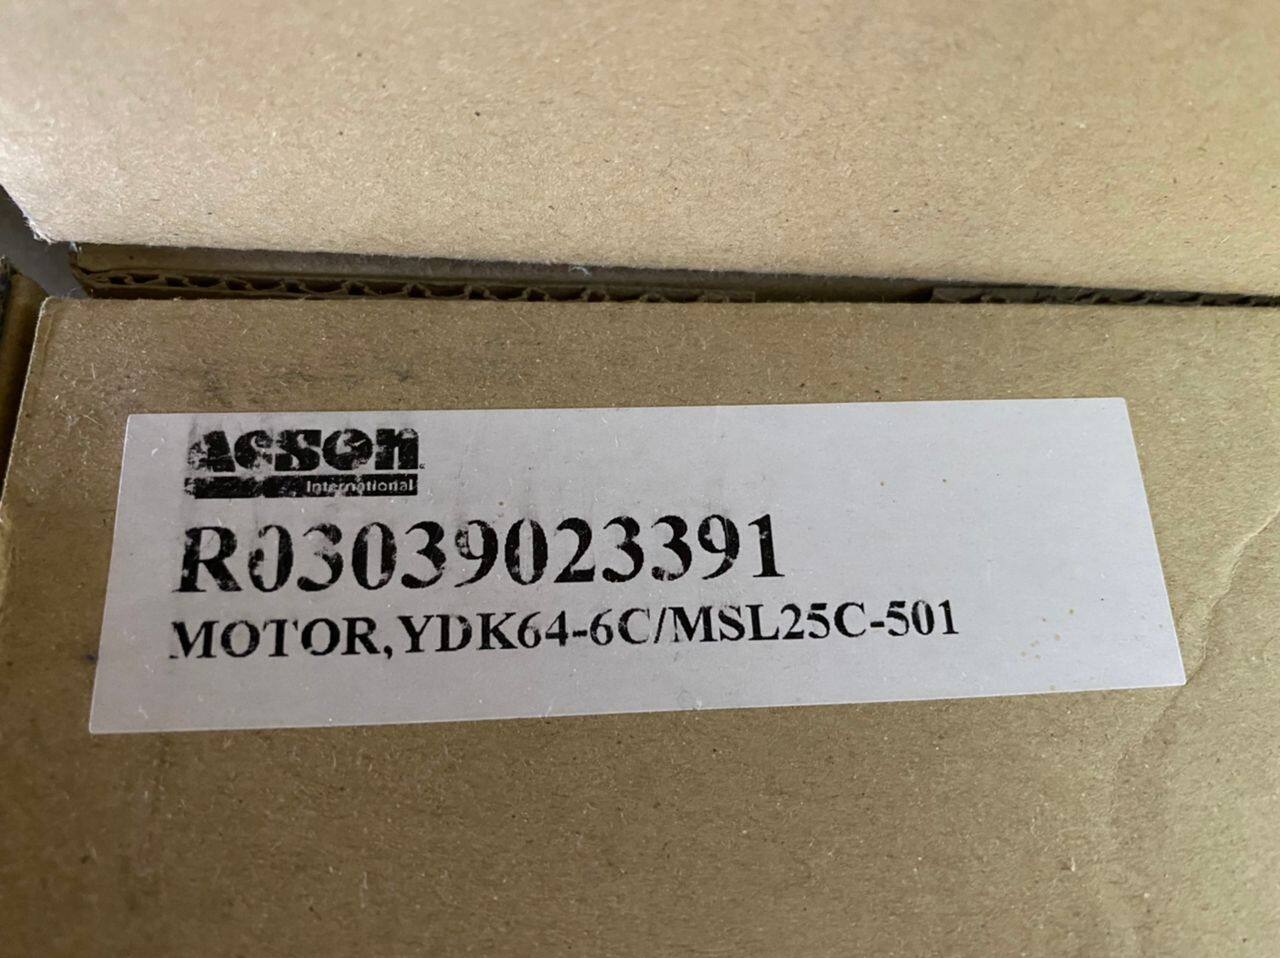 acson
International
R03039023391
MOTOR,YDK64-6C/MSL25C-501